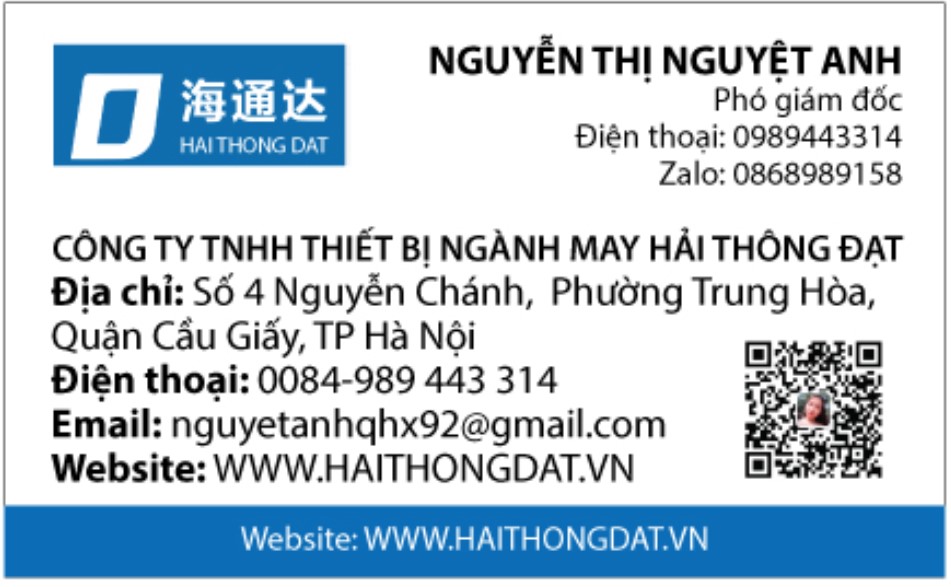 海通达
HAI THONG DAT
NGUYỄN THỊ NGUYỆT ANH
Phó giám đốc
Điện thoại: 0989443314
Zalo: 0868989158
CÔNG TY TNHH THIẾT BỊ NGÀNH MAY HẢI THÔNG ĐẠT
Địa chỉ: Số 4 Nguyễn Chánh, Phường Trung Hòa,
Quận Cầu Giấy, TP Hà Nội
Điện thoại: 0084-989 443 314
Email: nguyetanhqhx92@gmail.com
Website: WWW.HAITHONGDAT.VN
Website: WWW.HAITHONGDAT.VN